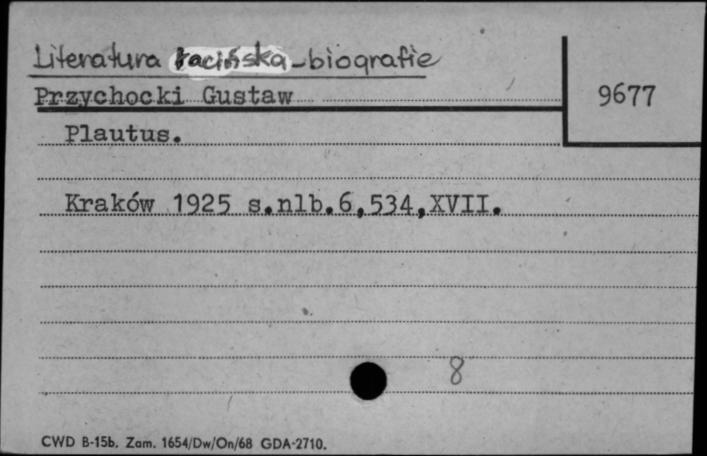 Literatura łacińska - biografie
Przychocki Gustaw
9677
Plautus.
Kraków 1925 s.nlb.6,534,XVII.
8
CWD B-15b. Zam. 1654/Dw/On/68 GDA-2710.